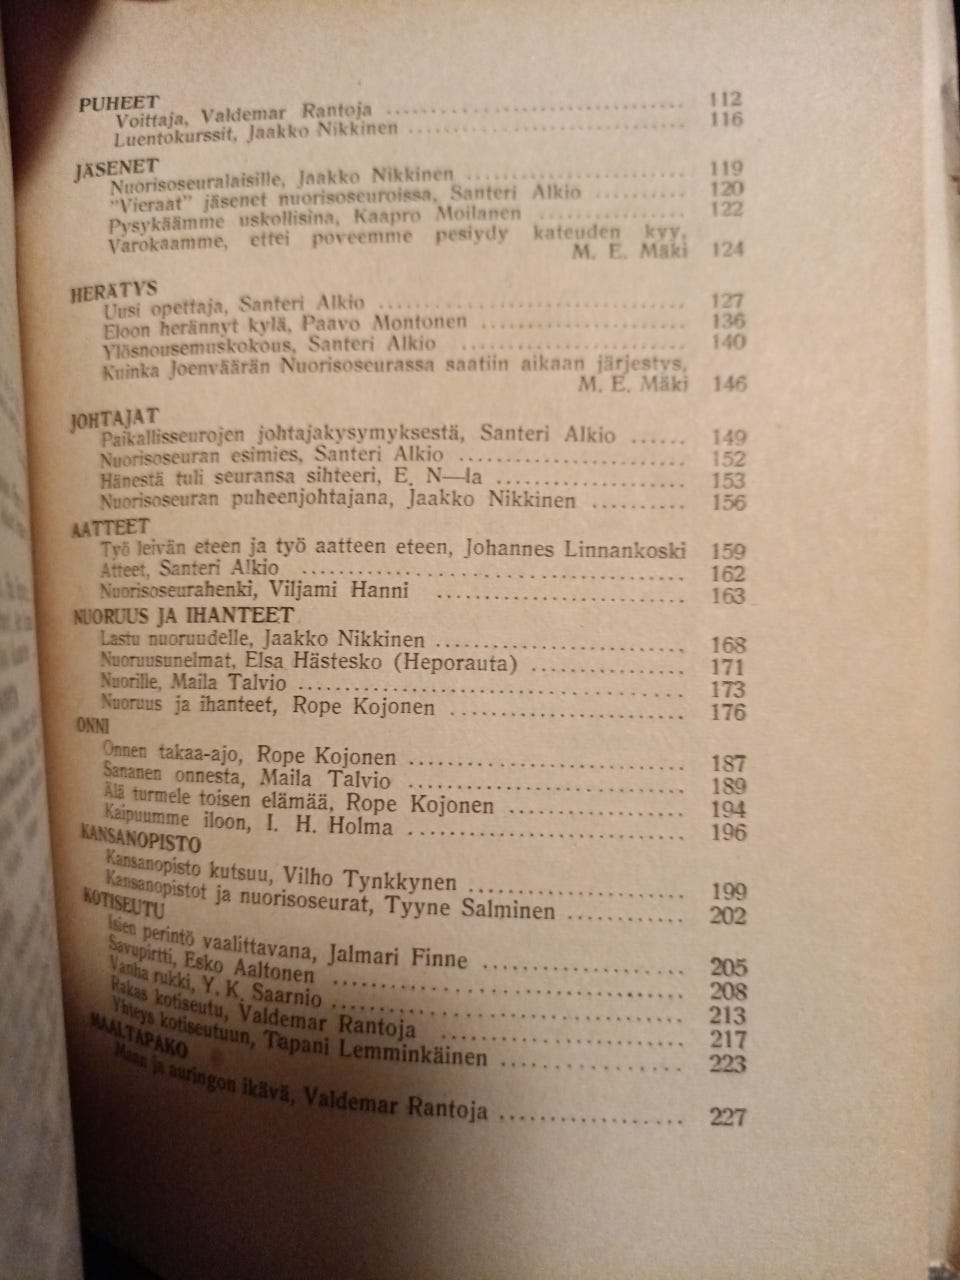 PUHEET
Voittaja, Valdemar Rantoja ................................ 112
Luentokurssit, Jaakko Nikkinen ............................ 116
JÄSENET
Nuorisoseuralaisille, Jaakko Nikkinen ...................... 119
"Vieraat" jäsenet nuorisoseuroissa, Santeri Alkio .......... 120
Pysykäämme uskollisina, Kaapro Moilanen ................ 122
Varokaamme, ettei poveemme pesiydy kateuden kyy,
M. E. Mäki 124
HERÄTYS
Uusi opettaja, Santeri Alkio ................................ 127
Eloon herännyt kylä, Paavo Montonen ...................... 136
Ylösnousemuskokous, Santeri Alkio ........................ 140
Kuinka Joenväärän Nuorisoseurassa saatiin aikaan järjestys,
M. E. Mäki 146
JOHTAJAT
Paikallisseurojen johtajakysymyksestä, Santeri Alkio ...... 149
Nuorisoseuran esimies, Santeri Alkio ........................ 152
Hänestä tuli seuransa sihteeri, E. N—la .................... 153
Nuorisoseuran puheenjohtajana, Jaakko Nikkinen .......... 156
AATTEET
Työ leivän eteen ja työ aatteen eteen, Johannes Linnankoski 159
Atteet, Santeri Alkio ........................................ 162
Nuorisoseurahenki, Viljami Hanni .......................... 163
NUORUUS JA IHANTEET
Lastu nuoruudelle, Jaakko Nikkinen .......................... 168
Nuoruusunelmat, Elsa Hästesko (Heporauta) ................ 171
Nuorille, Maila Talvio ........................................ 173
Nuoruus ja ihanteet, Rope Kojonen ........................ 176
ONNI
Onnen takaa-ajo, Rope Kojonen ............................ 187
Sananen onnesta, Maila Talvio ............................ 189
Älä turmele toisen elämää, Rope Kojonen .................. 194
Kaipuumme iloon, I. H. Holma ............................ 196
KANSANOPISTO
Kansanopisto kutsuu, Vilho Tynkkynen ...................... 199
Kansanopistot ja nuorisoseurat, Tyyne Salminen ............ 202
KOTISEUTU
Isien perintö vaalittavana, Jalmari Finne .................... 205
Savupirtti, Esko Aaltonen .................................... 208
Vanha rukki, Y. K. Saarnio .................................. 213
Rakas kotiseutu, Valdemar Rantoja ........................ 217
Yhteys kotiseutuun, Tapani Lemminkäinen .................. 223
MAALTAPAKO
Maan ja auringon ikävä, Valdemar Rantoja .................. 227